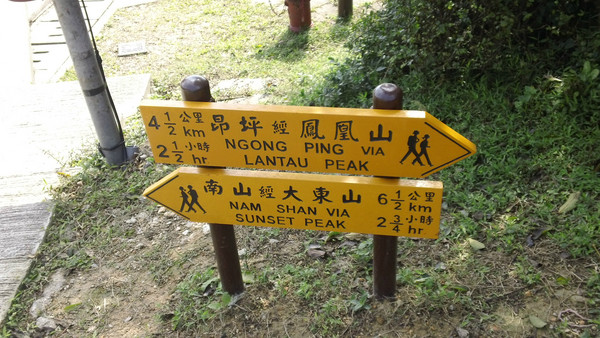 4 1/2 公里 km 昂坪經鳳凰山
2 1/2 小時 hr NGONG PING VIA
LANTAU PEAK
南山經大東山 6 1/2 公里 km
NAM SHAN VIA
SUNSET PEAK 2 3/4 小時 hr